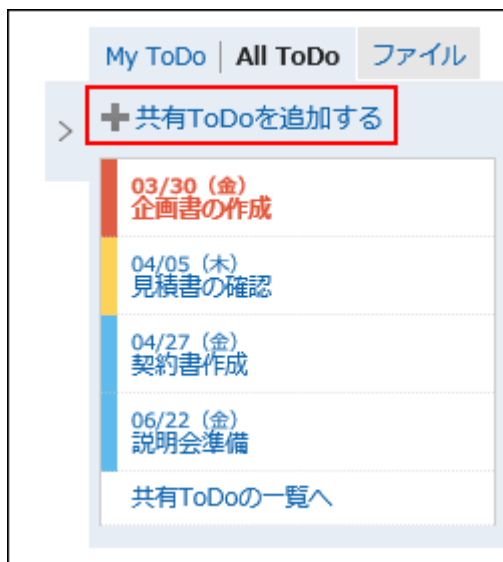 My ToDo | All ToDo ファイル
> ➕共有ToDoを追加する
03/30（金）
企画書の作成
04/05（木）
見積書の確認
04/27（金）
契約書作成
06/22（金）
説明会準備
共有ToDoの一覧へ